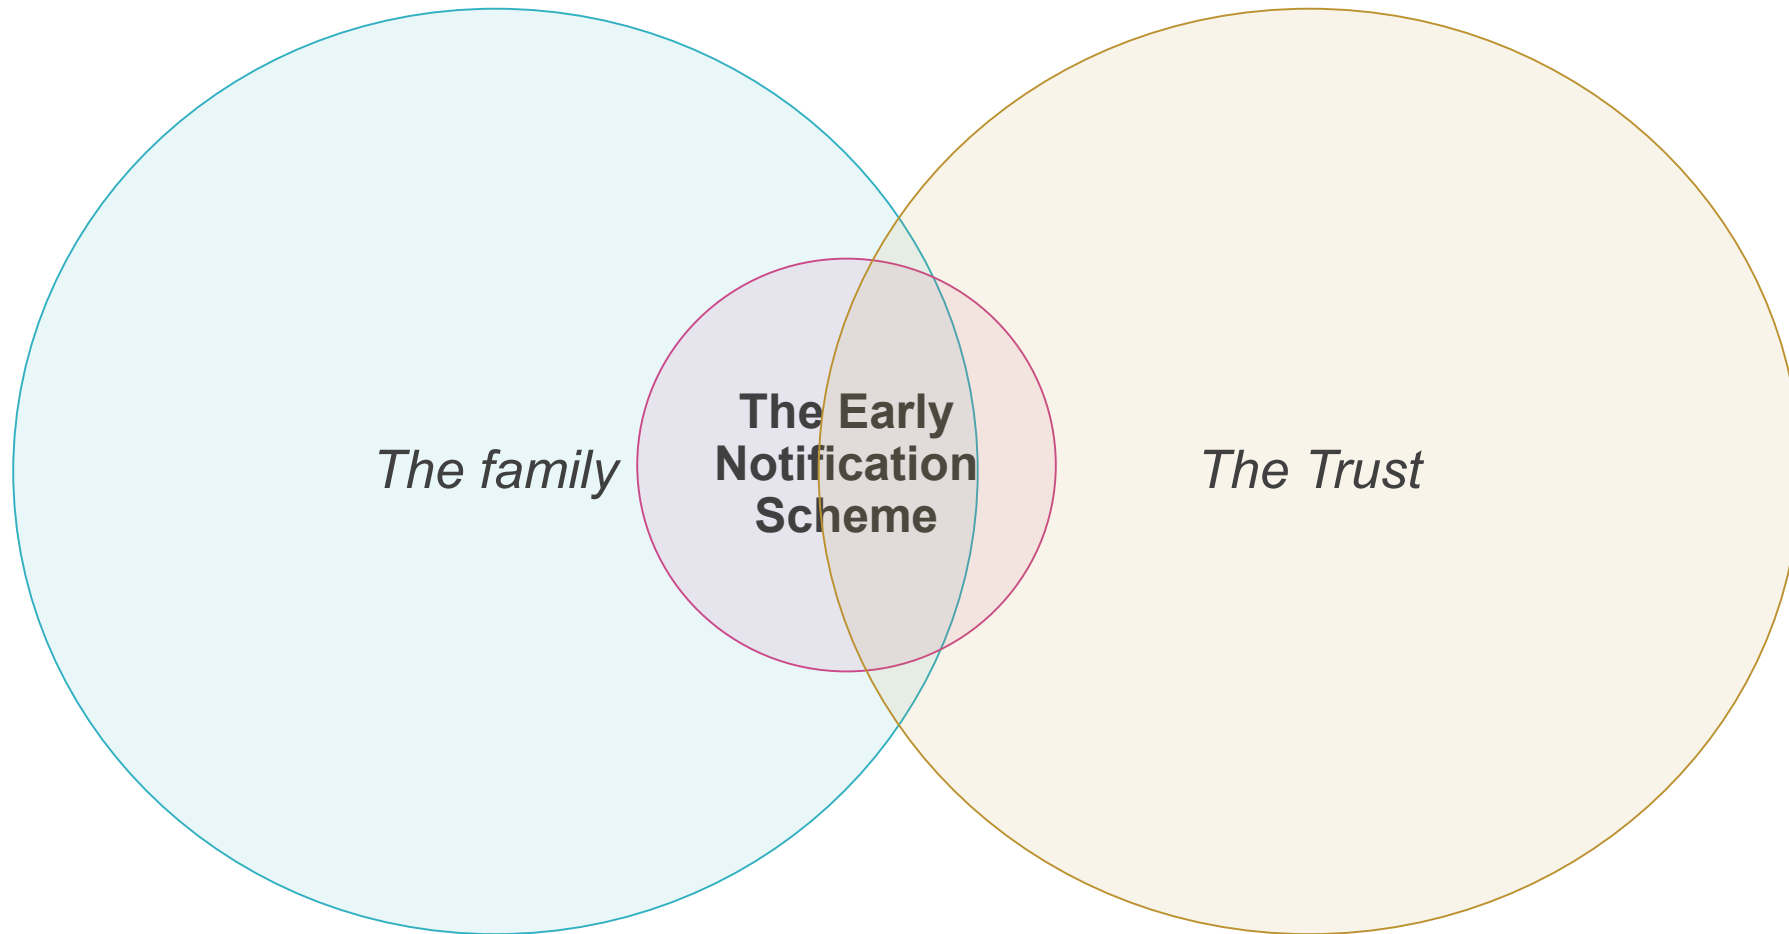 The family
The Early
Notification
Scheme
The Trust